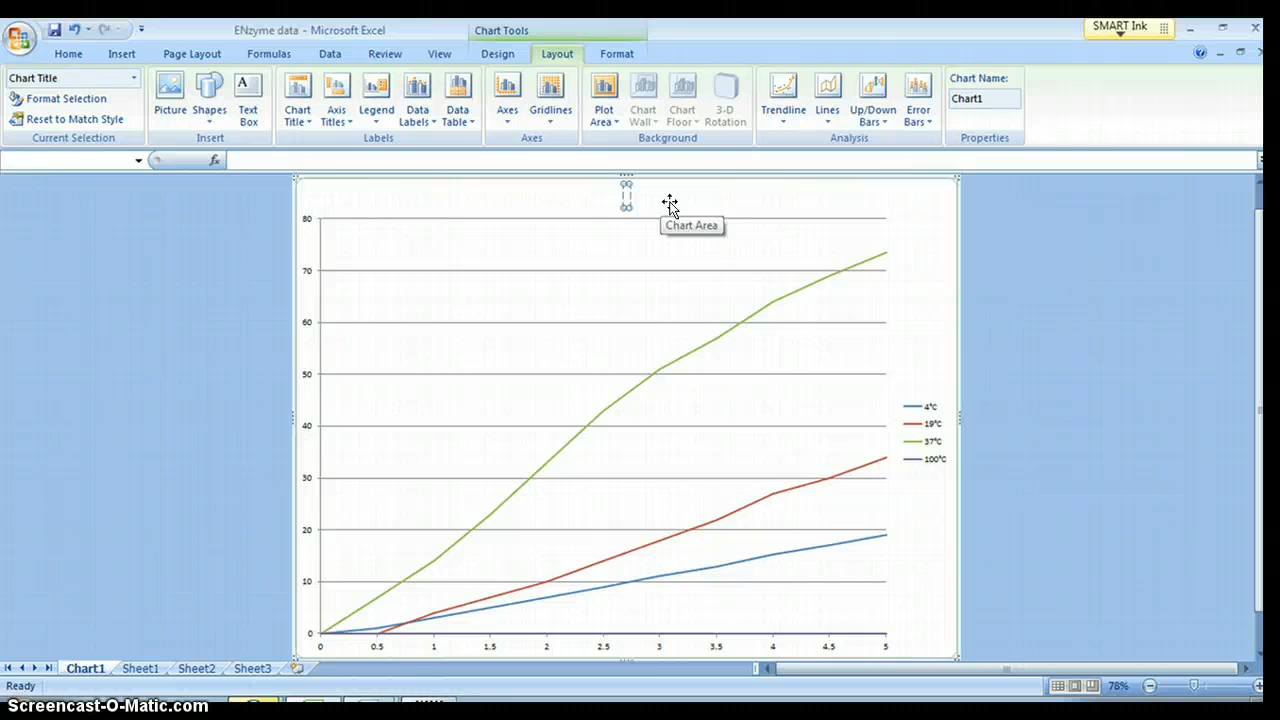 ENzyme data - Microsoft Excel
Chart Tools
SMART Ink
Home Insert Page Layout Formulas Data Review View Design Layout Format
Chart Title
Format Selection
Reset to Match Style
Current Selection
Picture Shapes Text Box
Insert
Chart Title Axis Titles Legend Data Labels Data Table
Labels
Axes Gridlines
Axes
Plot Area Chart Wall Chart Floor 3-D Rotation
Background
Trendline Lines Up/Down Bars Error Bars
Analysis
Chart Name:
Chart1
Properties
fx
Chart Area
80
70
60
50
40
30
20
10
0
0 0.5 1 1.5 2 2.5 3 3.5 4 4.5 5
4°C
19°C
37°C
100°C
Chart1 Sheet1 Sheet2 Sheet3
Ready
78%
Screencast-O-Matic.com